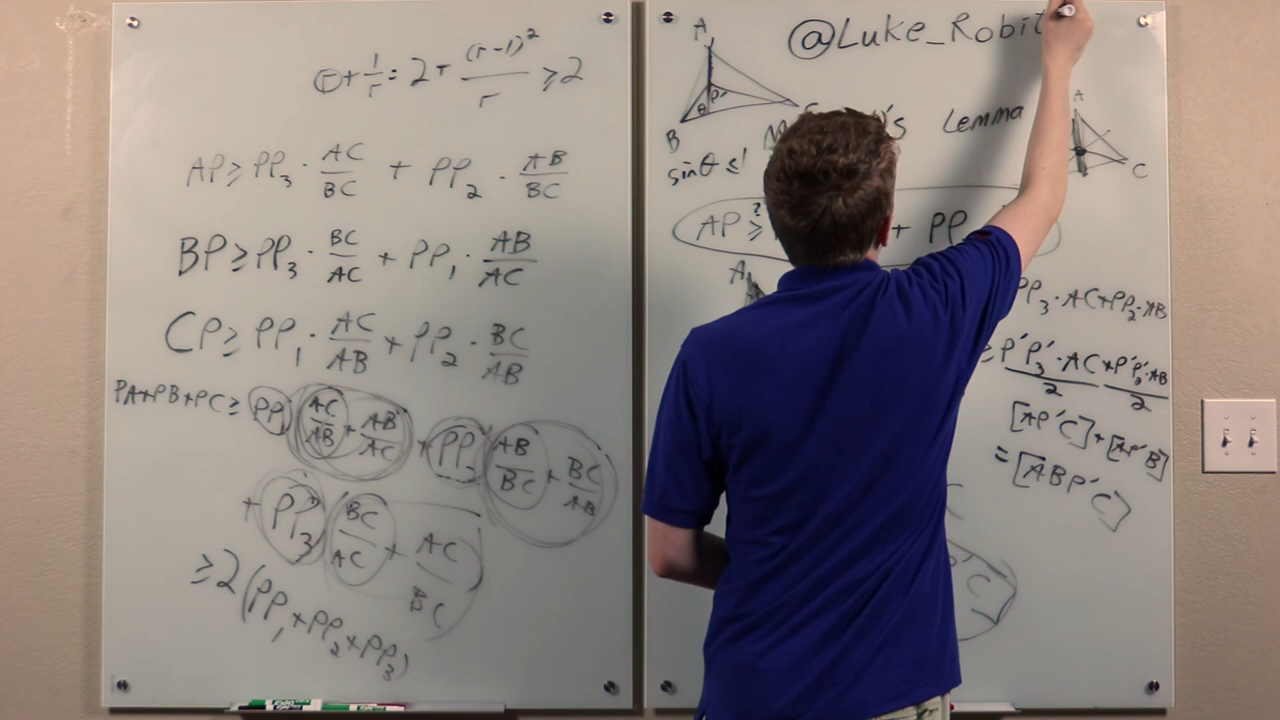 r + 1/r = 2 + (r-1)²/r ≥ 2
AP ≥ PP₃ · AC/BC + PP₂ · AB/BC
BP ≥ PP₃ · BC/AC + PP₁ · AB/AC
CP ≥ PP₁ · AC/AB + PP₂ · BC/AB
PA+PB+PC ≥ PP₁ (AC/AB + AB/AC) + PP₂ (AB/BC + BC/AB)
+ PP₃ (BC/AC + AC/BC)
≥ 2(PP₁ + PP₂ + PP₃)
@Luke_Robit
A
B
's Lemma
A
C
sinθ ≤ 1
AP ≥ + PP
?
A
PP₃ · AC + PP₂ · AB
≥ P'P₃' · AC/2 + P'P₂' · AB/2
[AP'C] + [AP'B]
= [ABP'C]